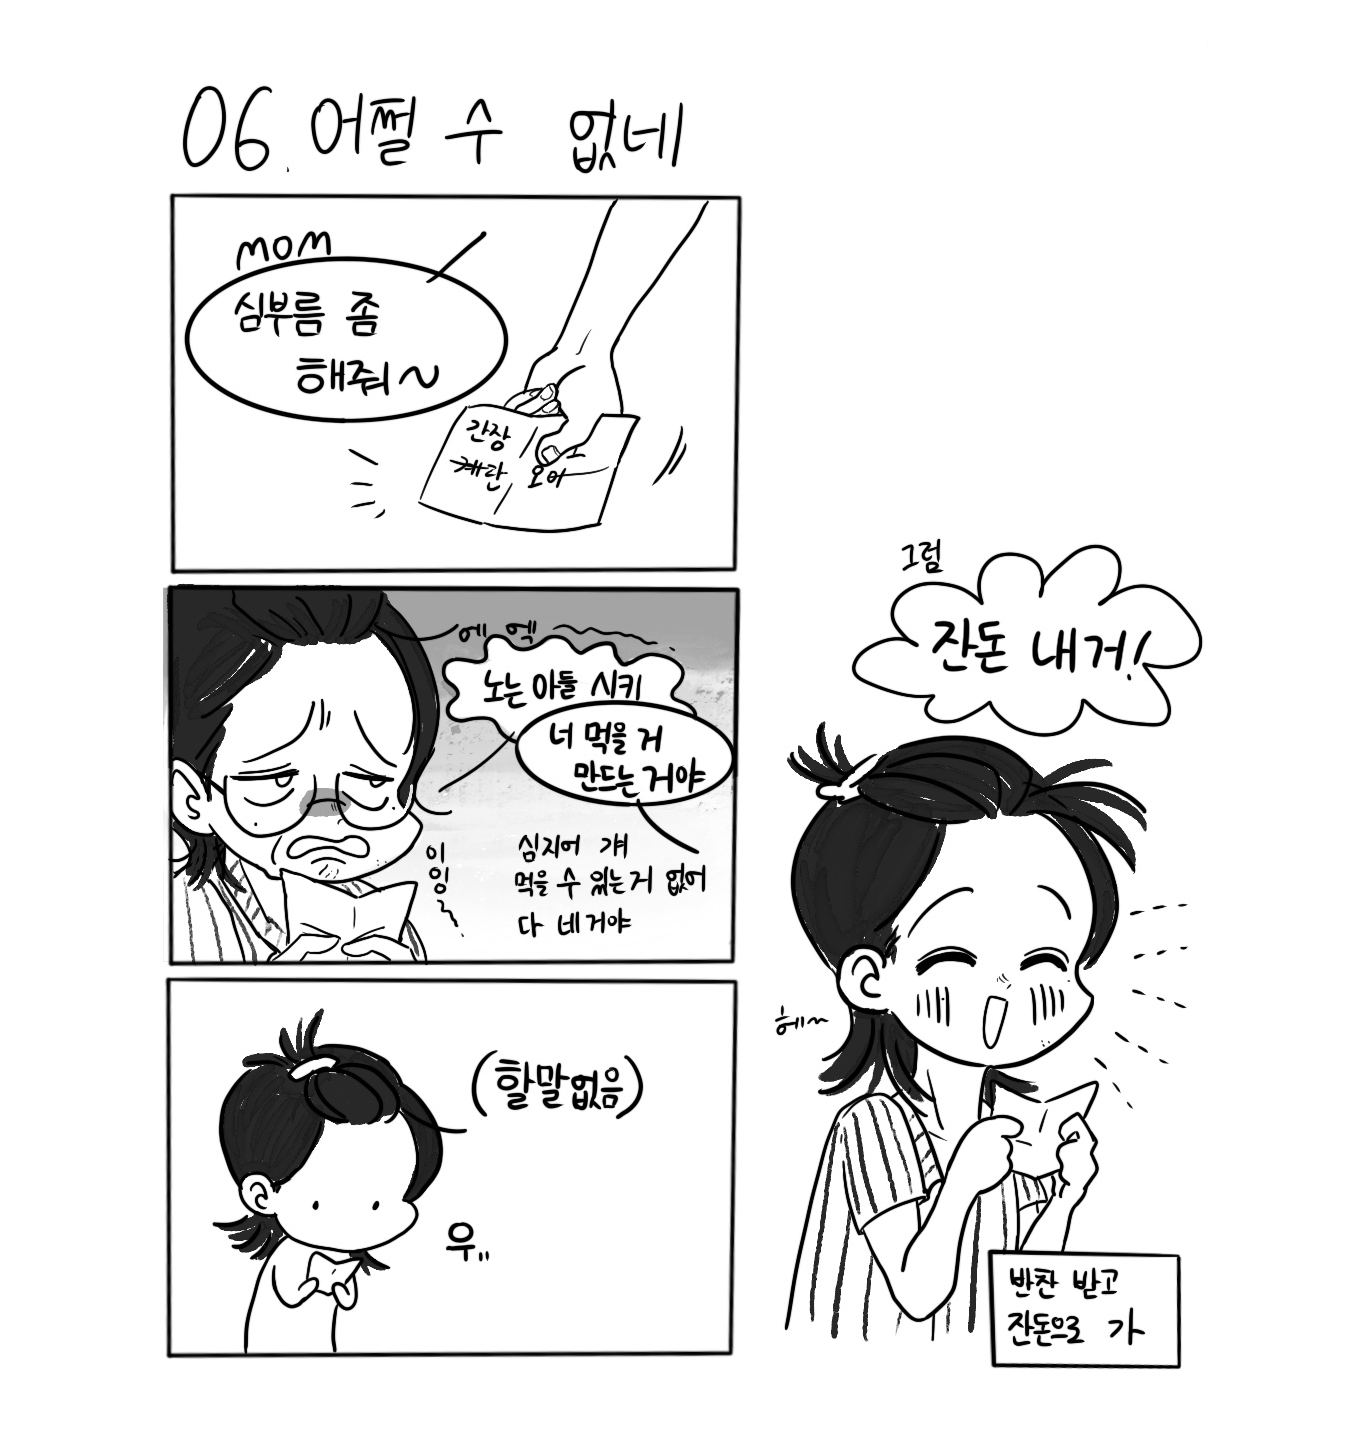 06. 어쩔 수 없네
MOM
심부름 좀
해줘~
간장
계란
오이
에 엑
노는 아들 시키
너 먹을 거
만드는 거야
이
잉~
심지어 걔
먹을 수 있는거 없어
다 네거야
(할말없음)
우..
그럼
잔돈 내거!
헤~
반찬 받고
잔돈으로 가